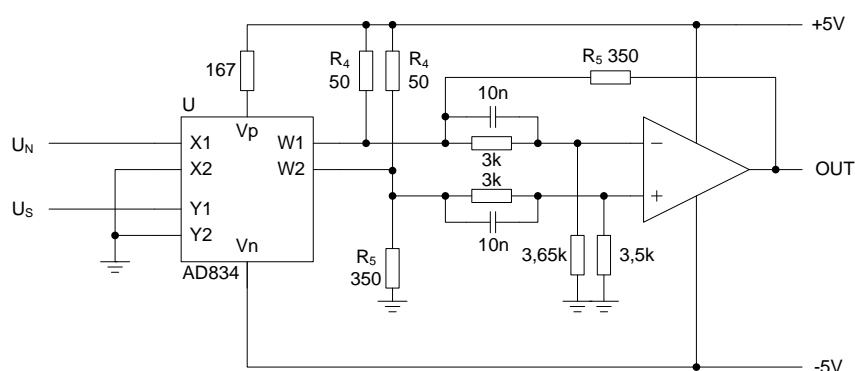 +5V
R4
50
R4
50
R5 350
167
10n
U
Vp
UN
X1
W1
X2
W2
3k
3k
−
+
OUT
US
Y1
Y2
Vn
10n
AD834
R5
350
3,65k
3,5k
-5V